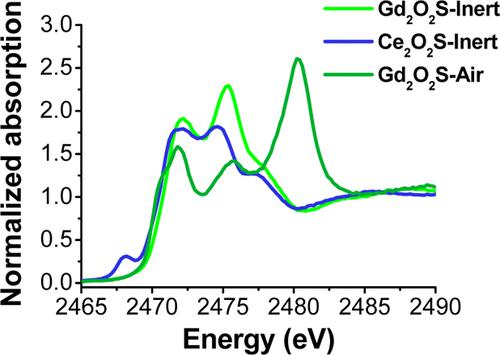 Gd₂O₂S-Inert
Ce₂O₂S-Inert
Gd₂O₂S-Air
Normalized absorption
3.0
2.5
2.0
1.5
1.0
0.5
0.0
2465 2470 2475 2480 2485 2490
Energy (eV)